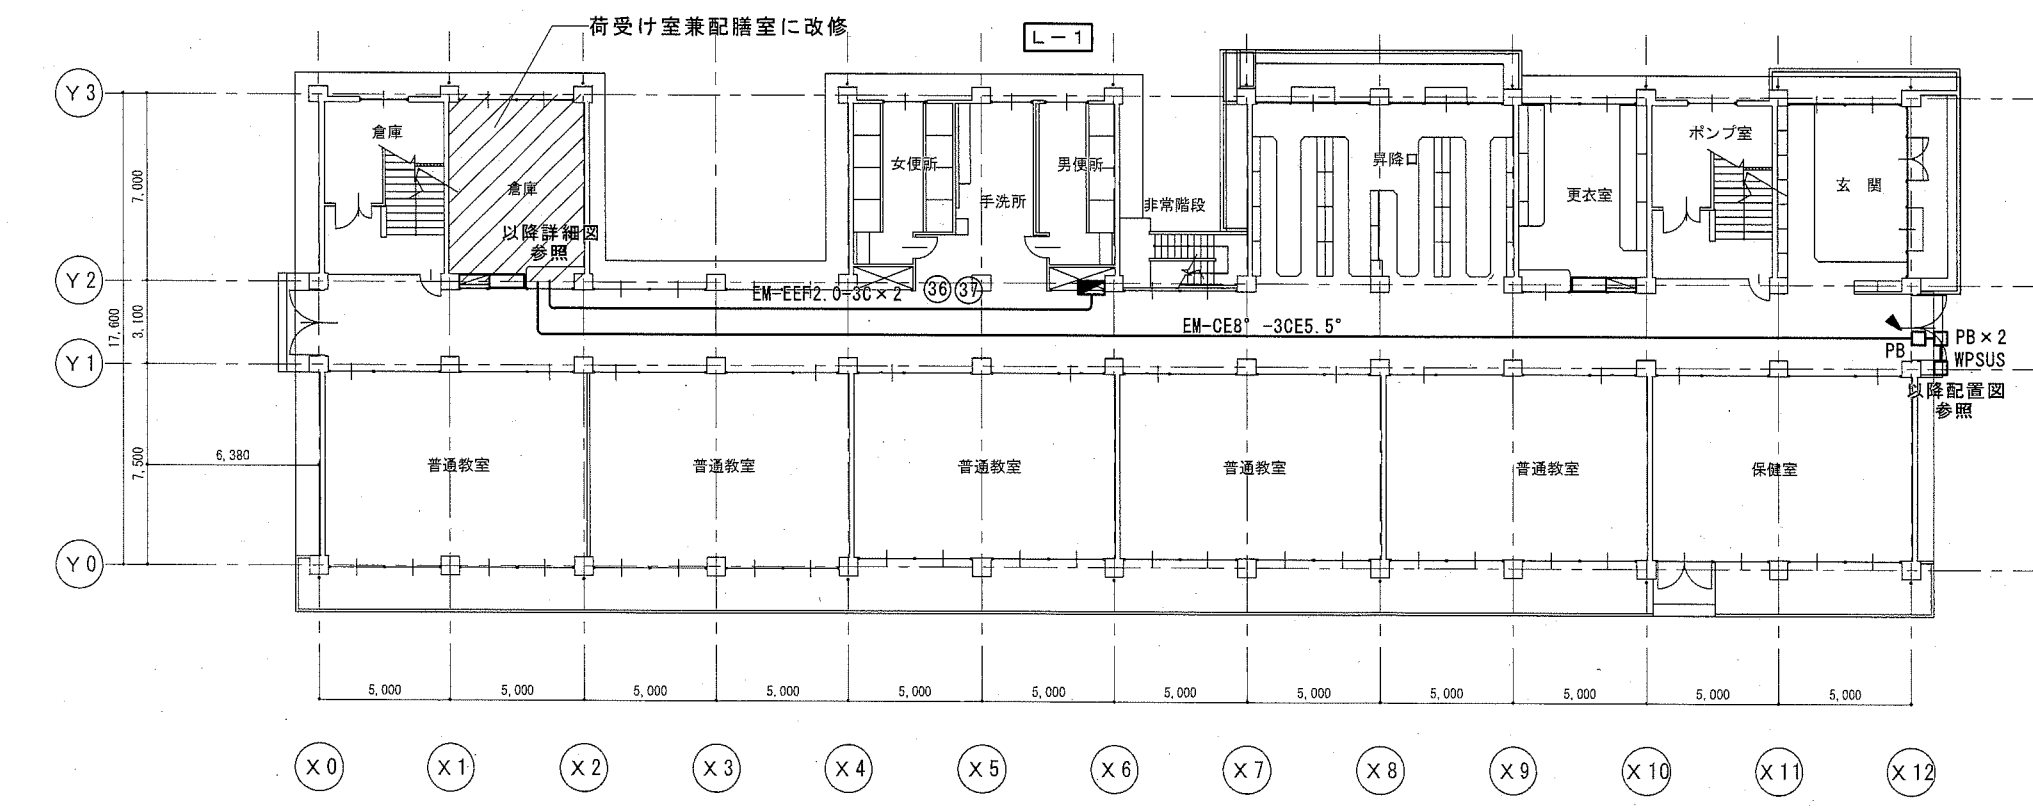 荷受け室兼配膳室に改修
L-1
Y3
倉庫
倉庫
女便所
手洗所
男便所
非常階段
昇降口
更衣室
ポンプ室
玄 関
以降詳細図
参照
7,000
Y2
EM-EEF2.0-3C×2
36
37
17,600
3,100
EM-CE8°-3CE5.5°
PB
PB×2
WPSUS
以降配置図
参照
Y1
7,500
6,380
普通教室
普通教室
普通教室
普通教室
普通教室
保健室
Y0
5,000
5,000
5,000
5,000
5,000
5,000
5,000
5,000
5,000
5,000
5,000
5,000
X0
X1
X2
X3
X4
X5
X6
X7
X8
X9
X10
X11
X12